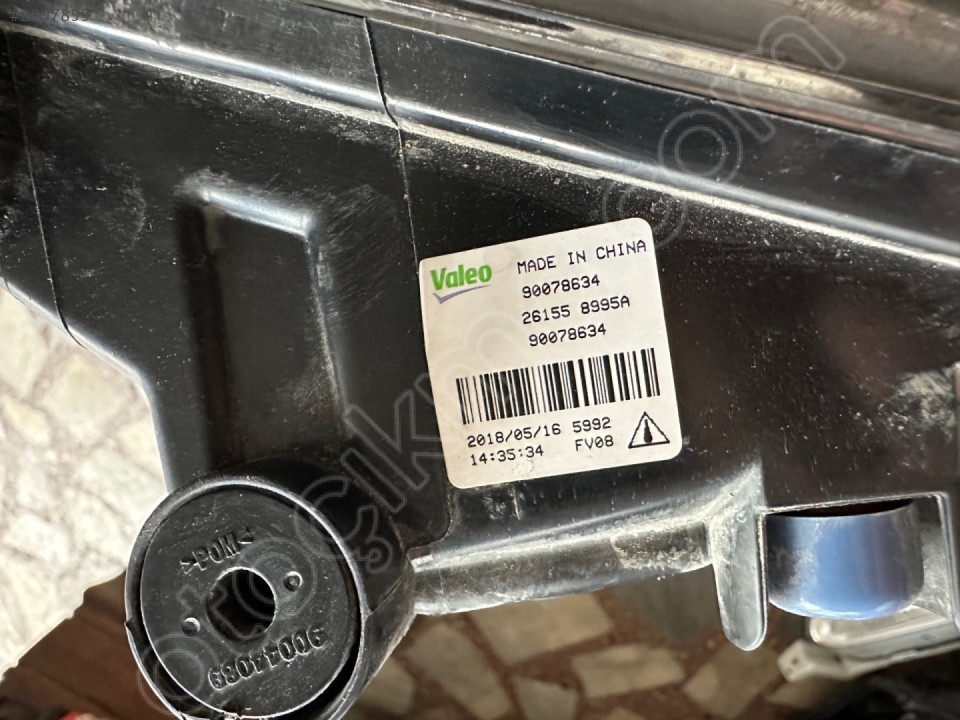 Valeo
MADE IN CHINA
90078634
26155 8995A
90078634
2018/05/16 5992
14:35:34 FV08
>POM<
90044089